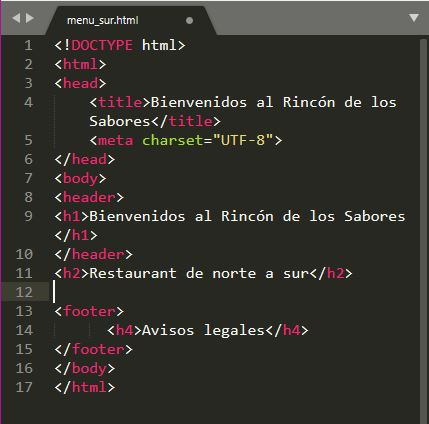 menu_sur.html
1 <!DOCTYPE html>
2 <html>
3 <head>
4 <title>Bienvenidos al Rincón de los
Sabores</title>
5 <meta charset="UTF-8">
6 </head>
7 <body>
8 <header>
9 <h1>Bienvenidos al Rincón de los Sabores
</h1>
10 </header>
11 <h2>Restaurant de norte a sur</h2>
12
13 <footer>
14 <h4>Avisos legales</h4>
15 </footer>
16 </body>
17 </html>